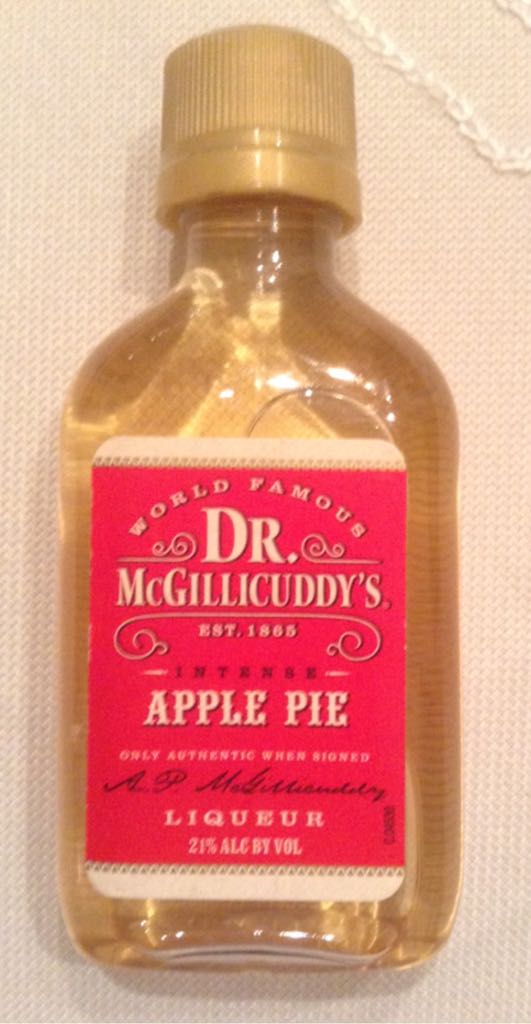 WORLD FAMOUS
DR.
McGILLICUDDY'S
EST. 1865
INTENSE
APPLE PIE
ONLY AUTHENTIC WHEN SIGNED
A. P. McGillicuddy
LIQUEUR
21% ALC BY VOL